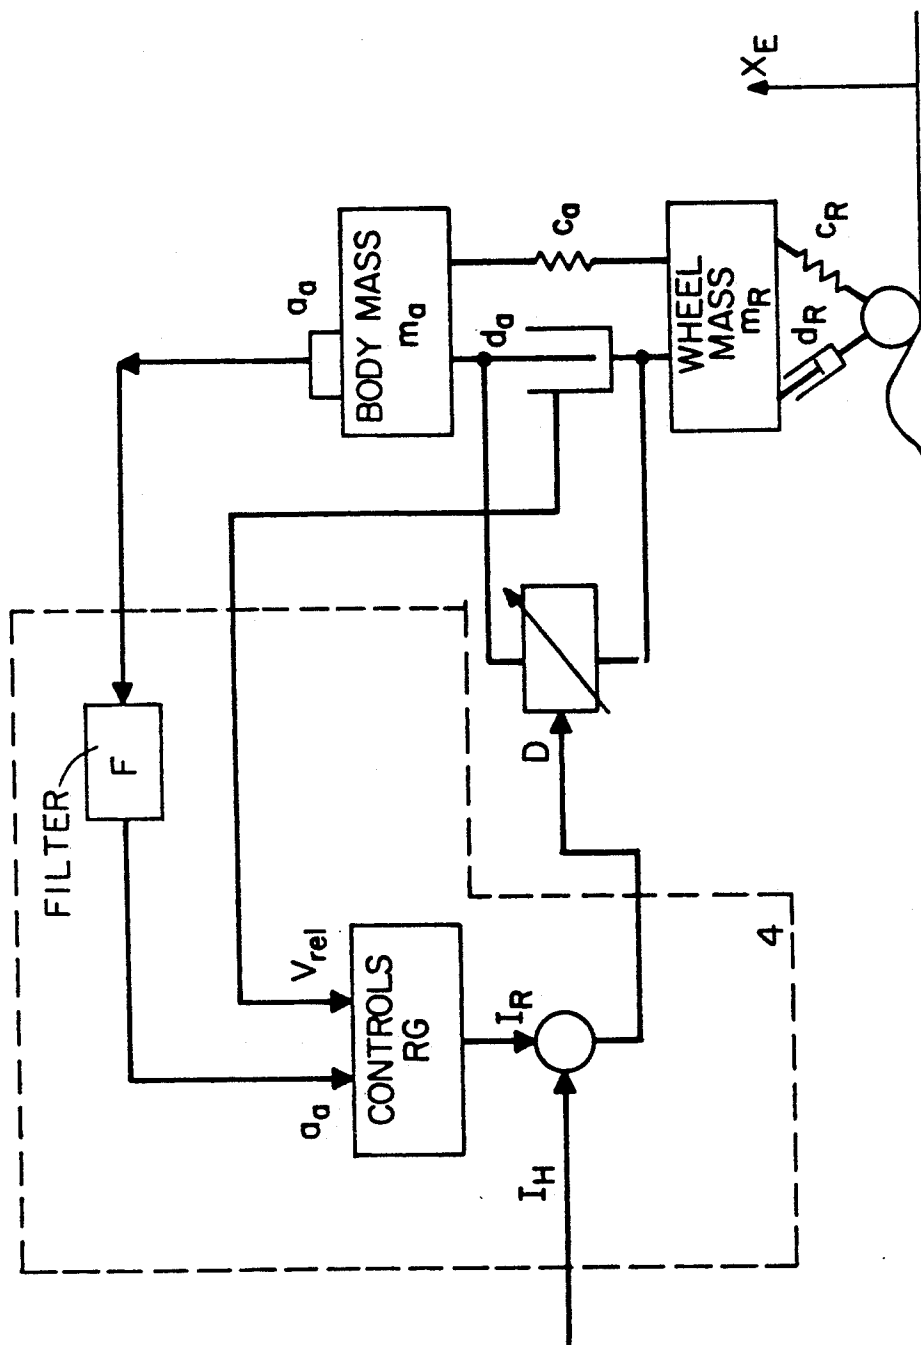 FILTER
F
a_a
V_rel
CONTROLS
RG
I_R
I_H
4
D
a_a
BODY MASS
m_a
d_a
c_a
WHEEL
MASS
m_R
d_R
c_R
X_E